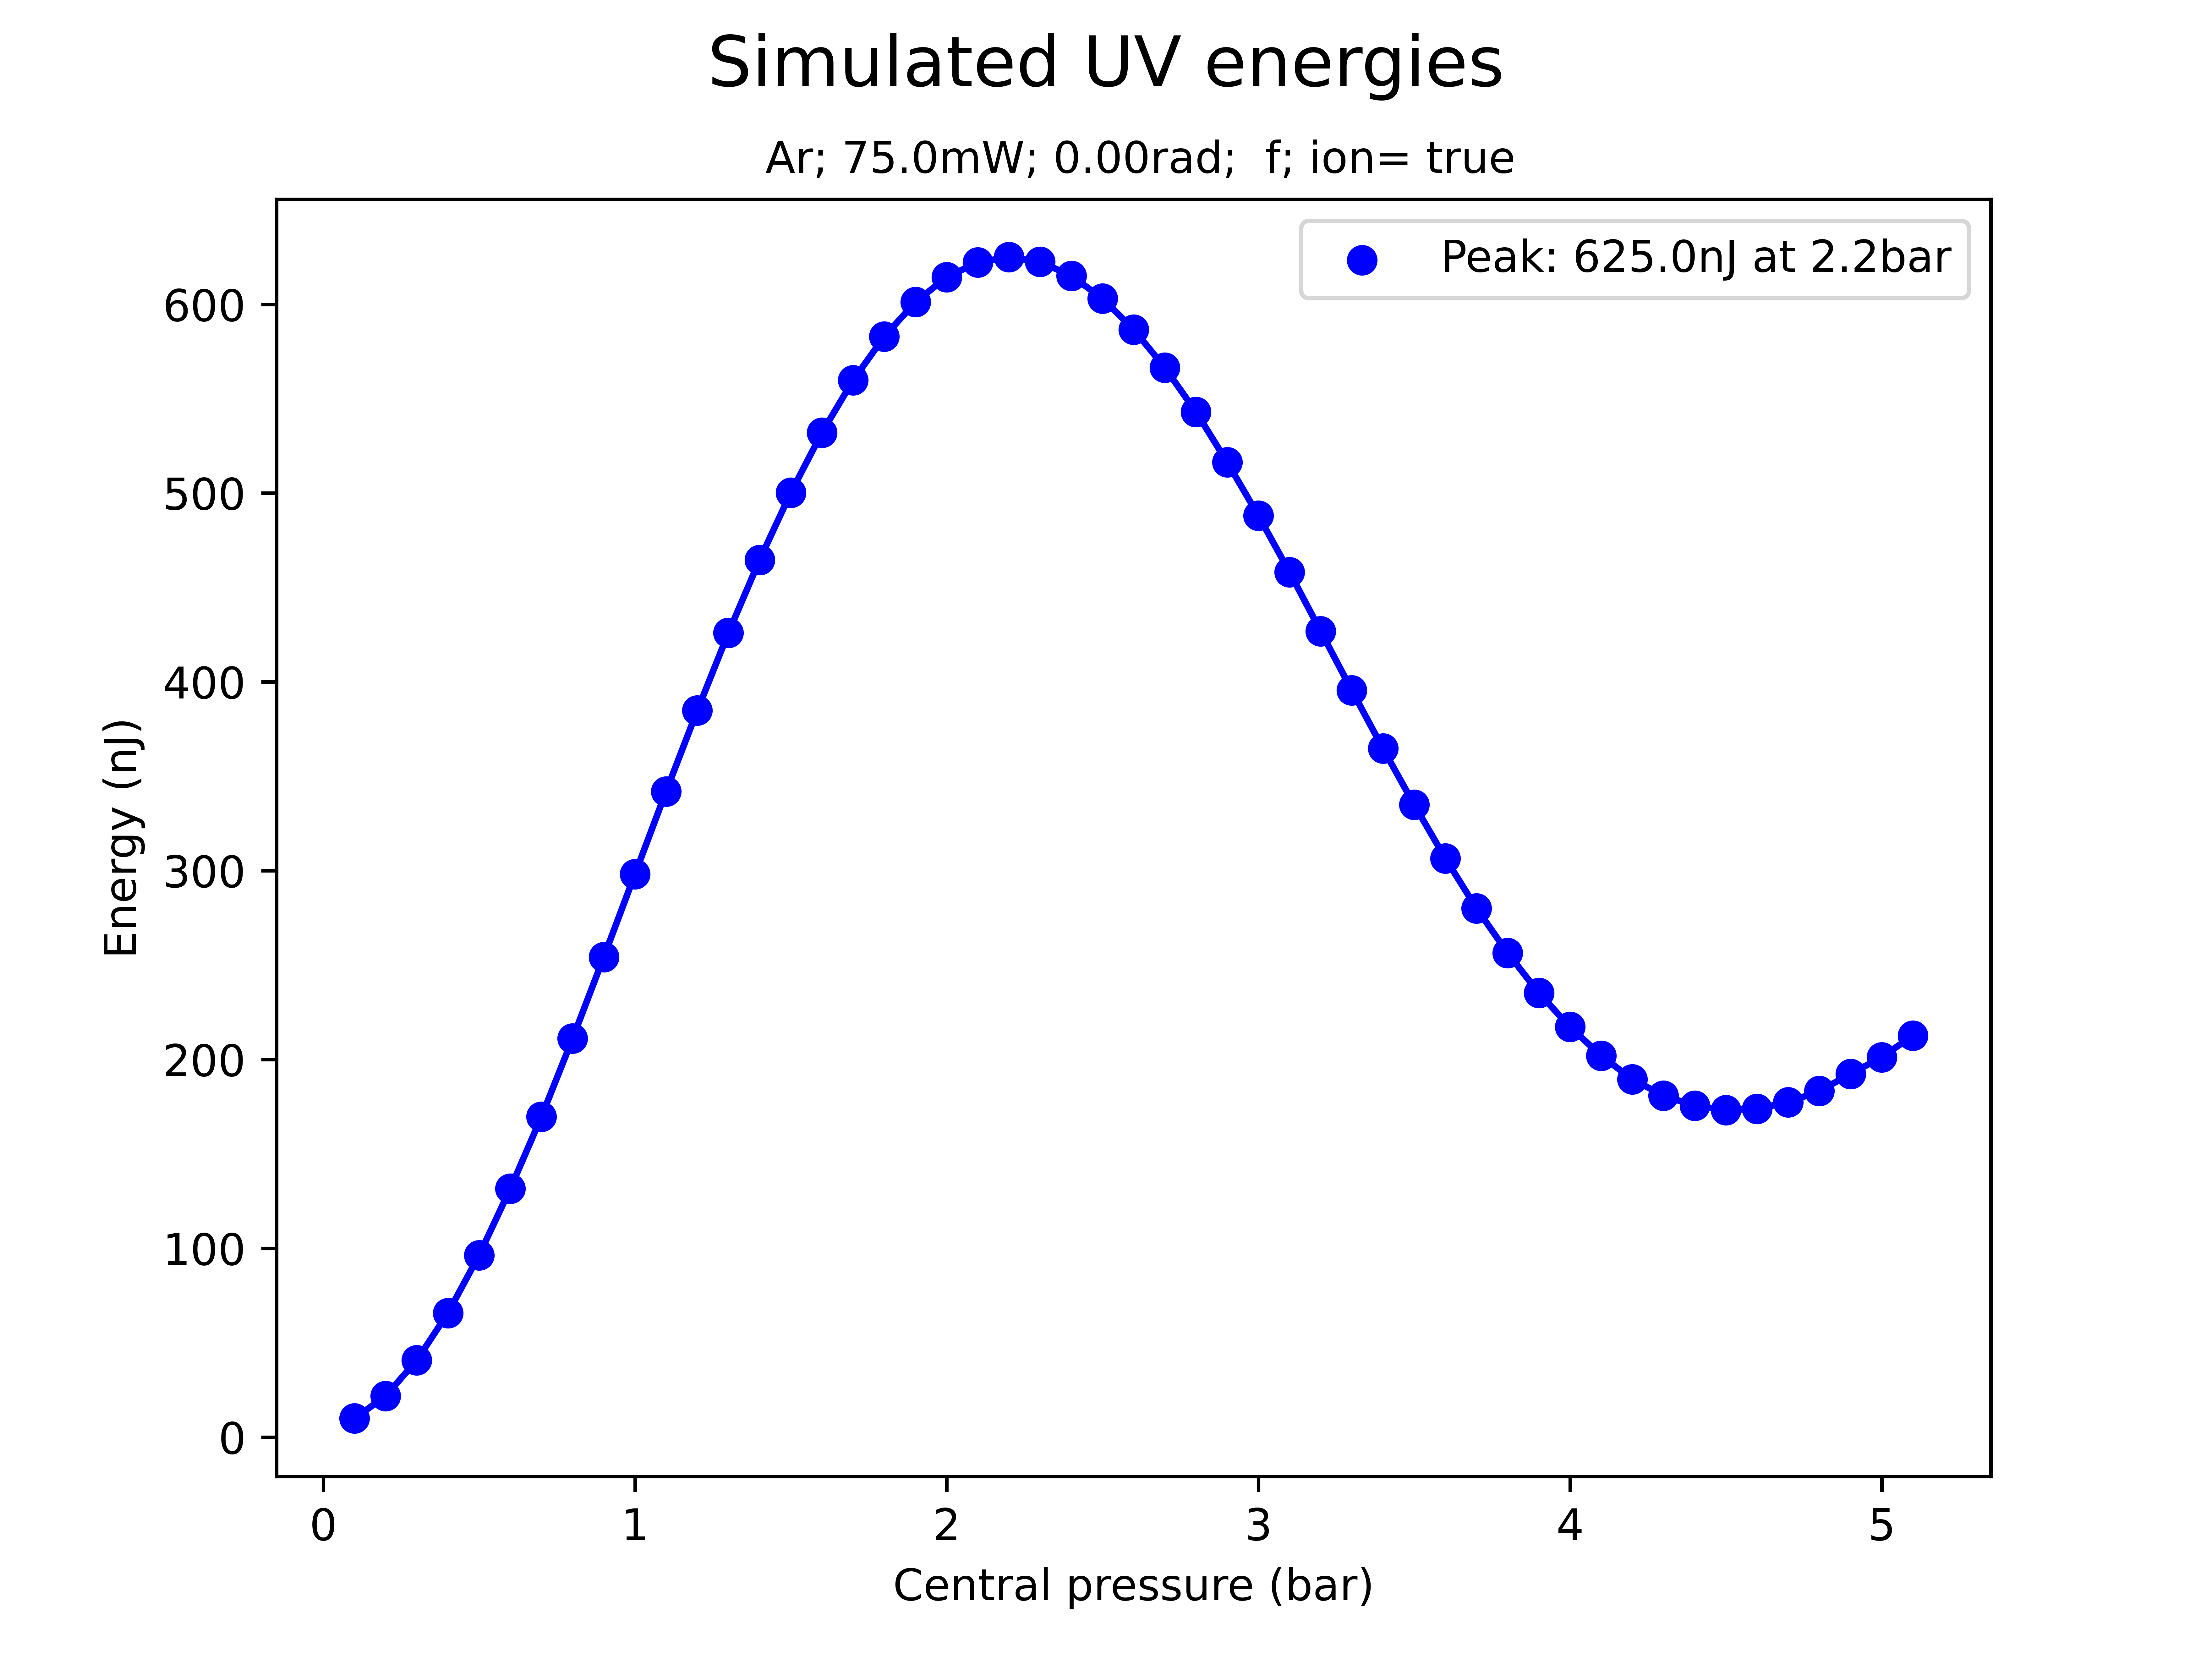 Simulated UV energies
Ar; 75.0mW; 0.00rad;  f; ion= true
Peak: 625.0nJ at 2.2bar
Energy (nJ)
600
500
400
300
200
100
0
0 1 2 3 4 5
Central pressure (bar)